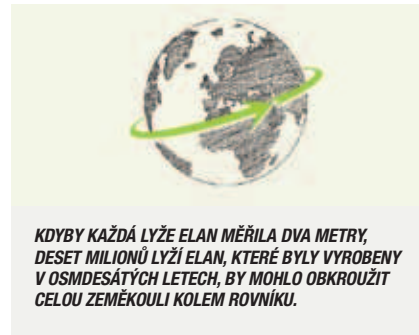 KDYBY KAŽDÁ LYŽE ELAN MĚŘILA DVA METRY,
DESET MILIONŮ LYŽÍ ELAN, KTERÉ BYLY VYROBENY
V OSMDESÁTÝCH LETECH, BY MOHLO OBKROUŽIT
CELOU ZEMĚKOULI KOLEM ROVNÍKU.